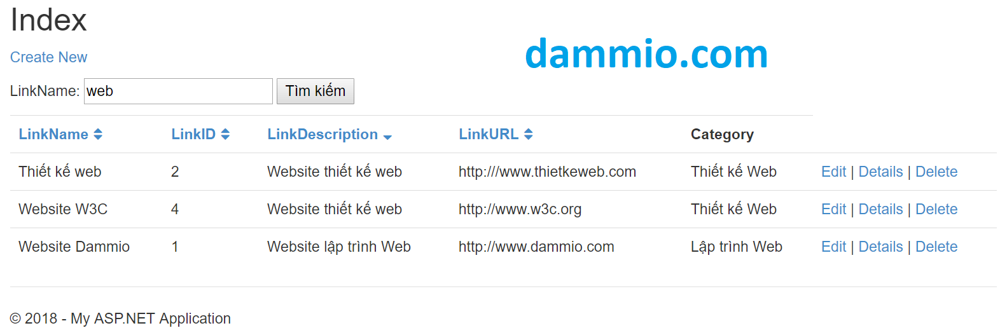 Index
dammio.com
Create New
LinkName: web Tìm kiếm
LinkName LinkID LinkDescription LinkURL Category
Thiết kế web 2 Website thiết kế web http:///www.thietkeweb.com Thiết kế Web Edit | Details | Delete
Website W3C 4 Website thiết kế web http://www.w3c.org Thiết kế Web Edit | Details | Delete
Website Dammio 1 Website lập trình Web http://www.dammio.com Lập trình Web Edit | Details | Delete
© 2018 - My ASP.NET Application